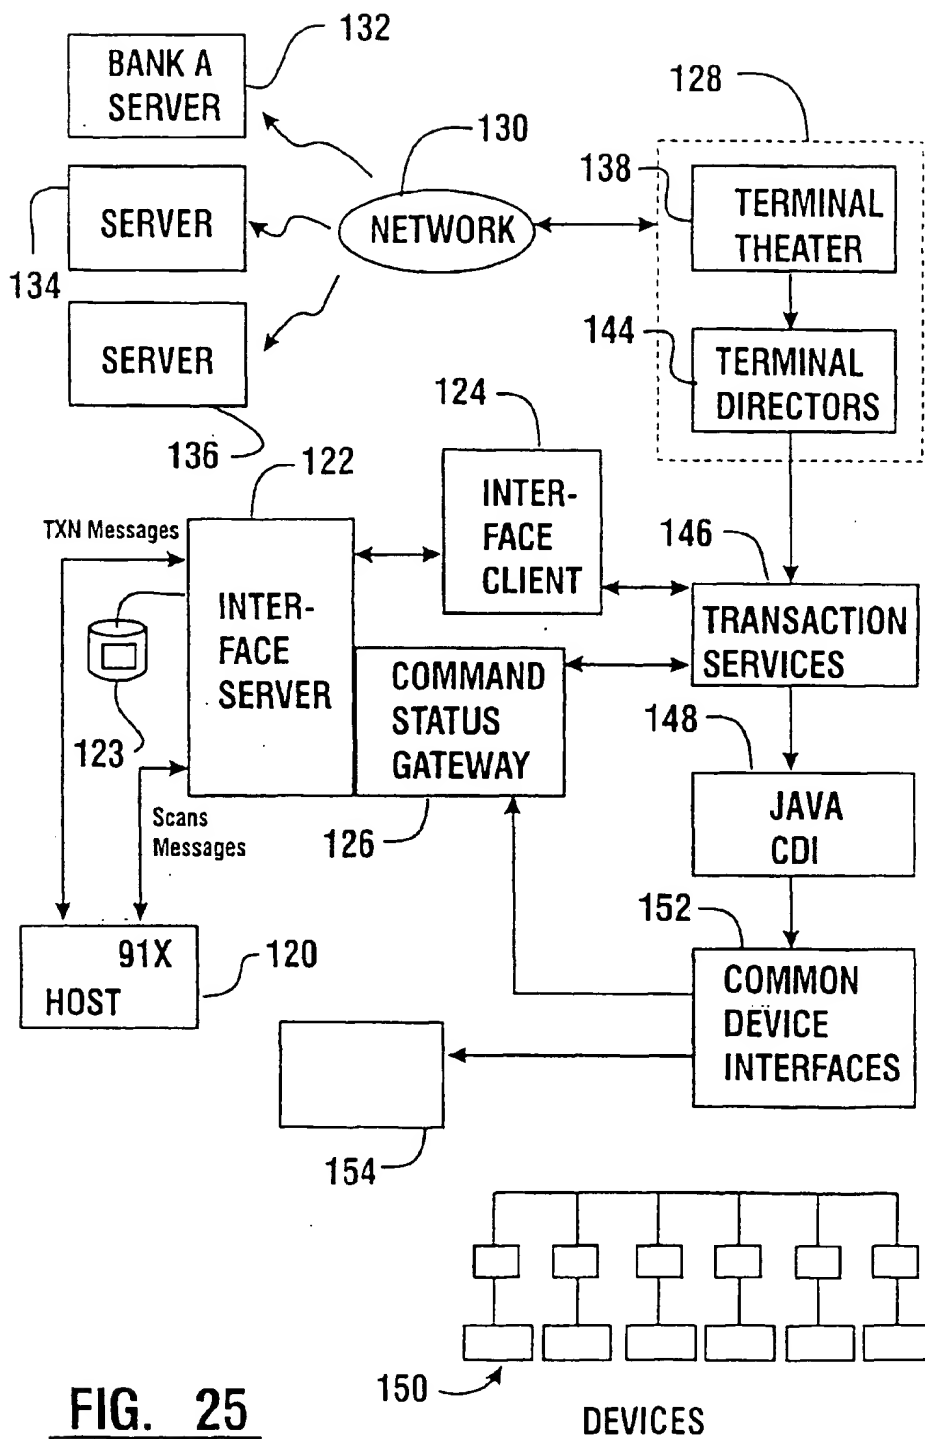 132
BANK A
SERVER
128
130
138
TERMINAL
THEATER
SERVER
NETWORK
134
144
SERVER
TERMINAL
DIRECTORS
124
136
122
INTER-
FACE
CLIENT
TXN Messages
146
INTER-
FACE
SERVER
TRANSACTION
SERVICES
COMMAND
STATUS
GATEWAY
123
148
JAVA
CDI
Scans
Messages
126
152
91X
HOST
120
COMMON
DEVICE
INTERFACES
154
150
DEVICES
FIG. 25